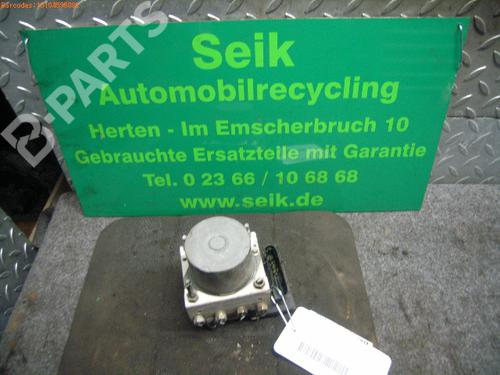 B-PARTS
Seik
Automobilrecycling
Herten - Im Emscherbruch 10
Gebrauchte Ersatzteile mit Garantie
Tel. 0 23 66 / 10 68 68
www.seik.de